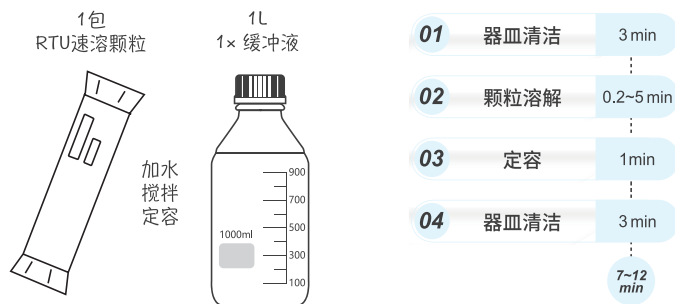 1包
RTU速溶颗粒
加水
搅拌
定容
1L
1× 缓冲液
900
700
500
300
100
1000ml
01 器皿清洁 3 min
02 颗粒溶解 0.2~5 min
03 定容 1min
04 器皿清洁 3 min
7~12
min